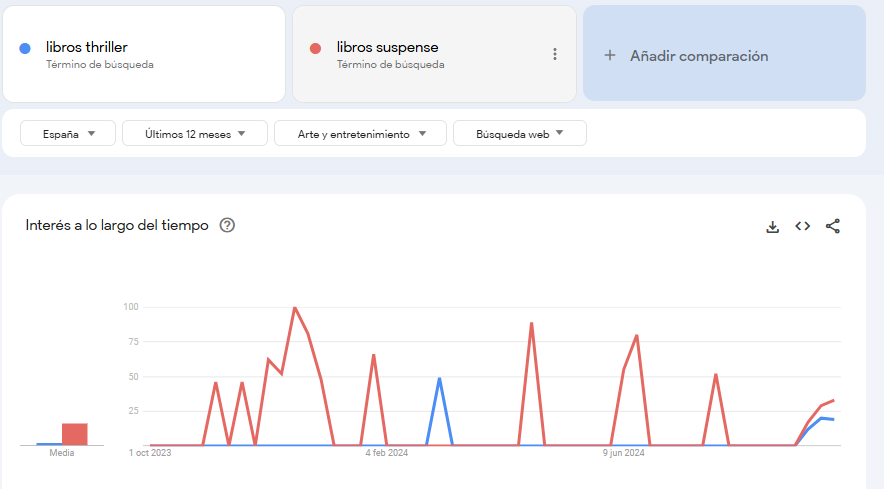 libros thriller
Término de búsqueda
libros suspense
Término de búsqueda
+ Añadir comparación
España
Últimos 12 meses
Arte y entretenimiento
Búsqueda web
Interés a lo largo del tiempo
100
75
50
25
Media
1 oct 2023
4 feb 2024
9 jun 2024